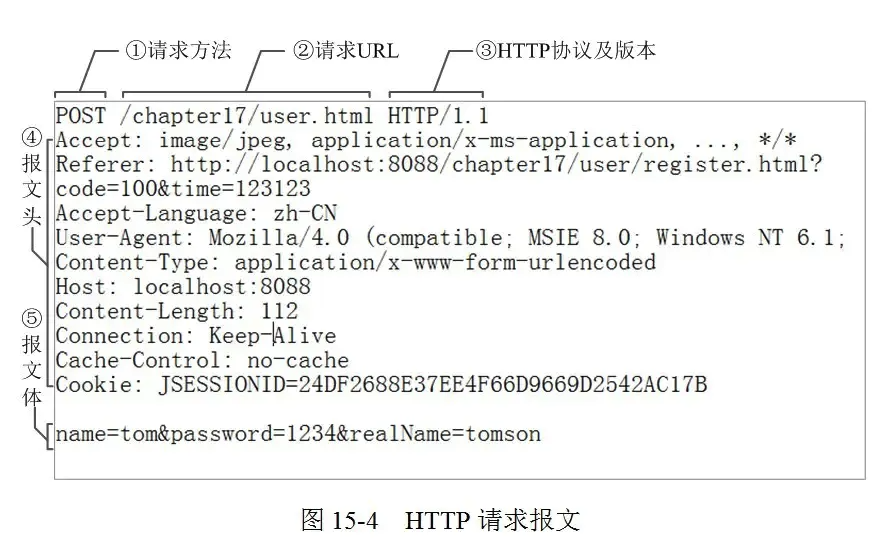 ①请求方法 ②请求URL ③HTTP协议及版本
POST /chapter17/user.html HTTP/1.1
④报文头
Accept: image/jpeg, application/x-ms-application, ..., */*
Referer: http://localhost:8088/chapter17/user/register.html?
code=100&time=123123
Accept-Language: zh-CN
User-Agent: Mozilla/4.0 (compatible; MSIE 8.0; Windows NT 6.1;
Content-Type: application/x-www-form-urlencoded
Host: localhost:8088
Content-Length: 112
Connection: Keep-Alive
Cache-Control: no-cache
Cookie: JSESSIONID=24DF2688E37EE4F66D9669D2542AC17B
⑤报文体
name=tom&password=1234&realName=tomson
图 15-4 HTTP 请求报文